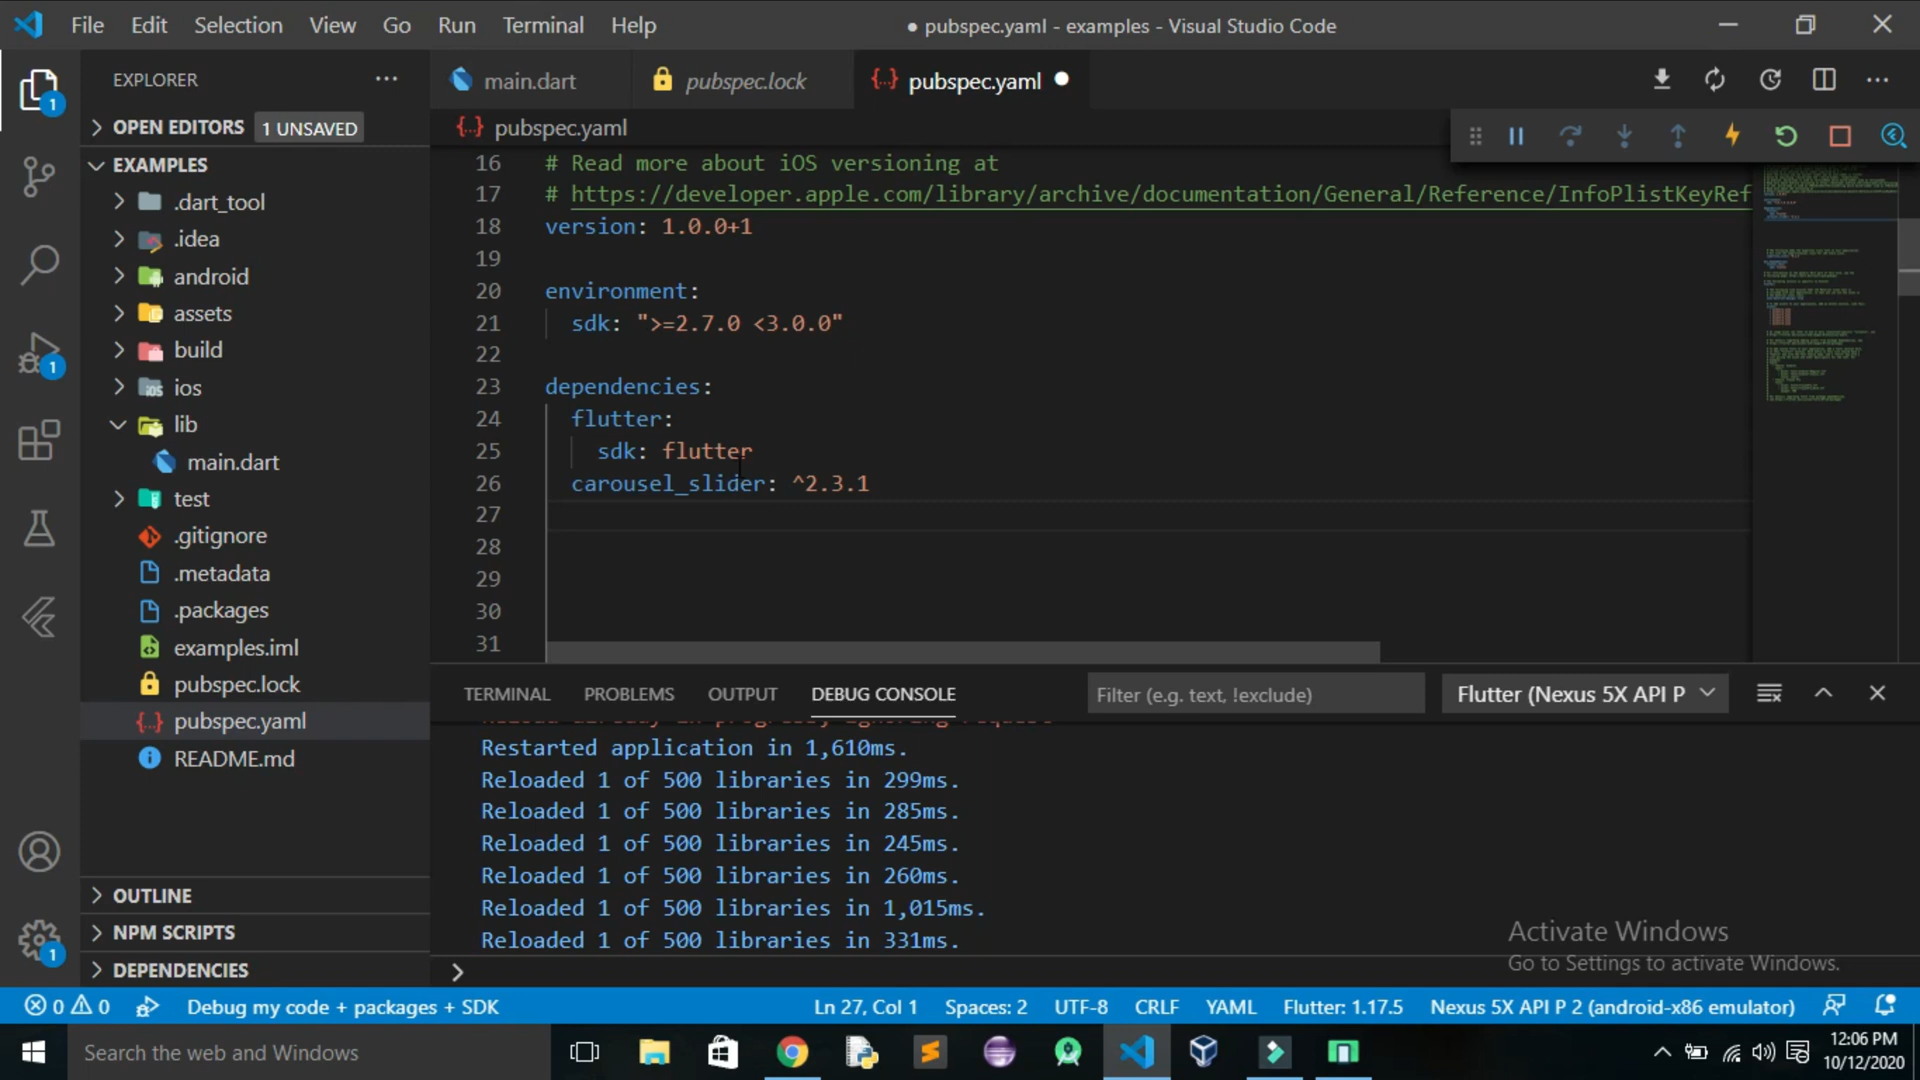 File Edit Selection View Go Run Terminal Help
● pubspec.yaml - examples - Visual Studio Code
EXPLORER
main.dart
pubspec.lock
pubspec.yaml
1
OPEN EDITORS 1 UNSAVED
pubspec.yaml
EXAMPLES
.dart_tool
.idea
android
assets
build
ios
lib
main.dart
test
.gitignore
.metadata
.packages
examples.iml
pubspec.lock
pubspec.yaml
README.md
1
OUTLINE
NPM SCRIPTS
DEPENDENCIES
1
16 # Read more about iOS versioning at
17 # https://developer.apple.com/library/archive/documentation/General/Reference/InfoPlistKeyRef
18 version: 1.0.0+1
19
20 environment:
21 sdk: ">=2.7.0 <3.0.0"
22
23 dependencies:
24 flutter:
25 sdk: flutter
26 carousel_slider: ^2.3.1
27
28
29
30
31
TERMINAL PROBLEMS OUTPUT DEBUG CONSOLE
Filter (e.g. text, !exclude)
Flutter (Nexus 5X API P
Restarted application in 1,610ms.
Reloaded 1 of 500 libraries in 299ms.
Reloaded 1 of 500 libraries in 285ms.
Reloaded 1 of 500 libraries in 245ms.
Reloaded 1 of 500 libraries in 260ms.
Reloaded 1 of 500 libraries in 1,015ms.
Reloaded 1 of 500 libraries in 331ms.
Activate Windows
Go to Settings to activate Windows.
0 0 Debug my code + packages + SDK Ln 27, Col 1 Spaces: 2 UTF-8 CRLF YAML Flutter: 1.17.5 Nexus 5X API P 2 (android-x86 emulator)
Search the web and Windows
12:06 PM
10/12/2020